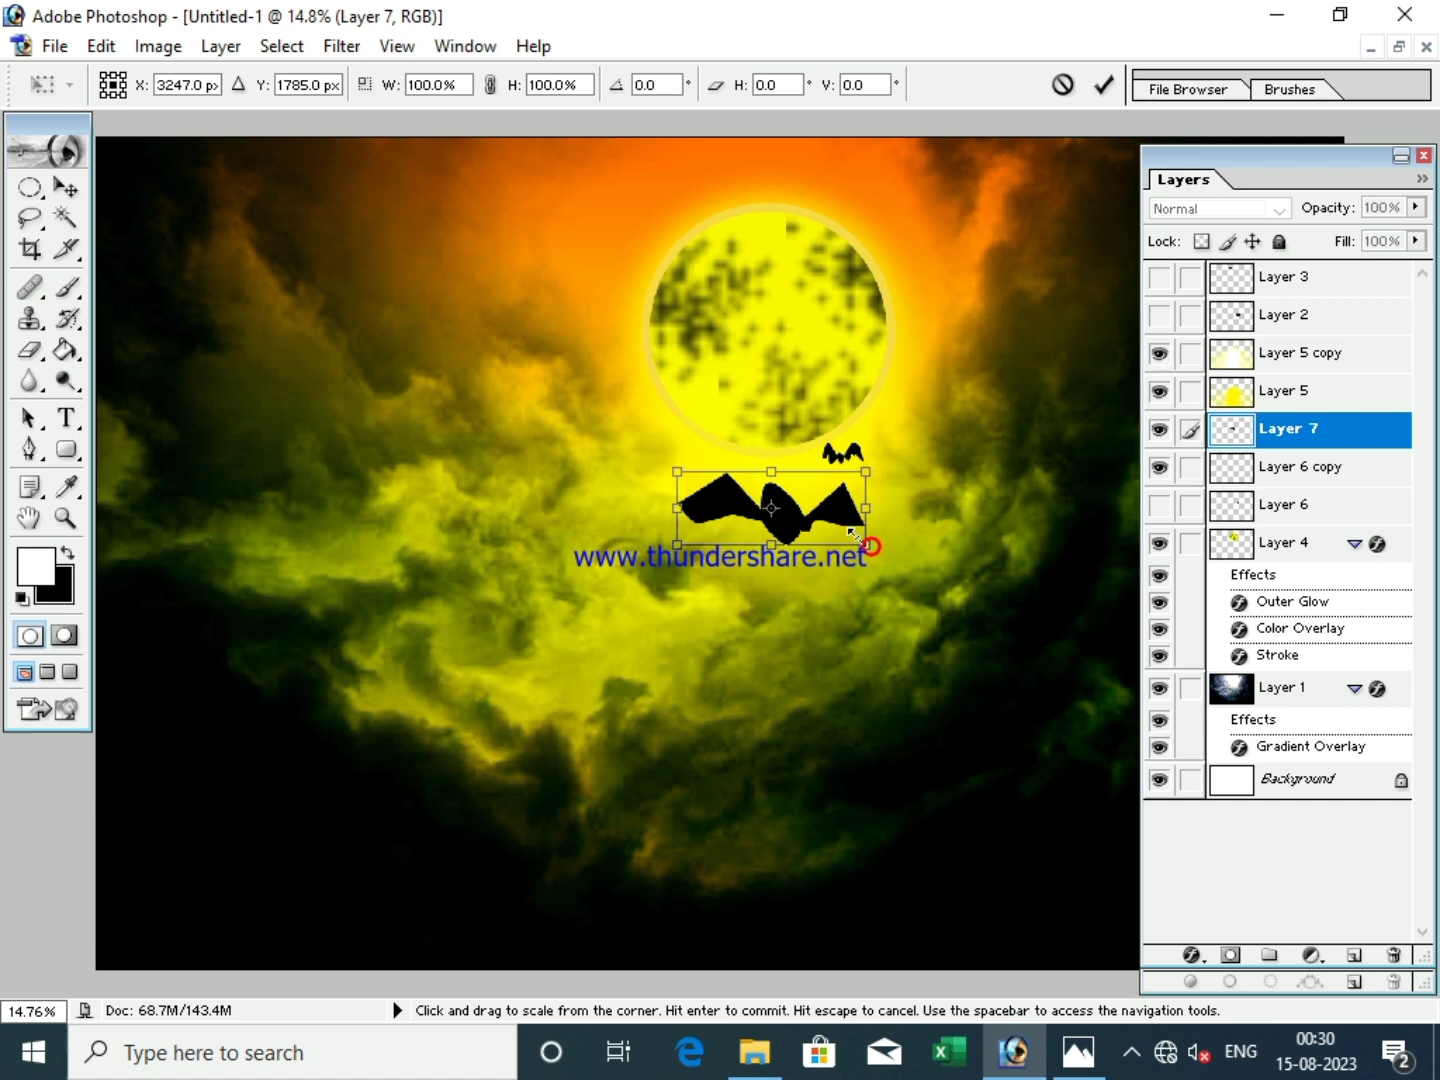 Adobe Photoshop - [Untitled-1 @ 14.8% (Layer 7, RGB)]
File Edit Image Layer Select Filter View Window Help
X: 3247.0 px Y: 1785.0 px W: 100.0% H: 100.0% 0.0 ° H: 0.0 ° V: 0.0 °
File Browser Brushes
Layers
Normal Opacity: 100%
Lock: Fill: 100%
Layer 3
Layer 2
Layer 5 copy
Layer 5
Layer 7
Layer 6 copy
Layer 6
Layer 4
Effects
Outer Glow
Color Overlay
Stroke
Layer 1
Effects
Gradient Overlay
Background
www.thundershare.net
14.76% Doc: 68.7M/143.4M Click and drag to scale from the corner. Hit enter to commit. Hit escape to cancel. Use the spacebar to access the navigation tools.
Type here to search
ENG
00:30
15-08-2023
2